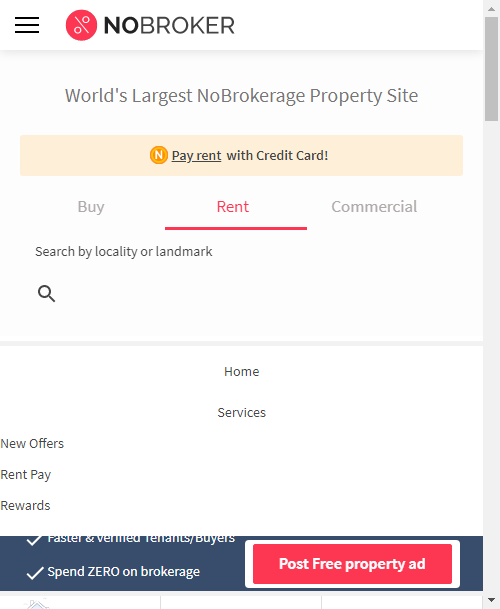 NOBROKER
World's Largest NoBrokerage Property Site
N Pay rent with Credit Card!
Buy Rent Commercial
Search by locality or landmark
Home
Services
New Offers
Rent Pay
Rewards
Faster & Verified Tenants/Buyers
Spend ZERO on brokerage
Post Free property ad